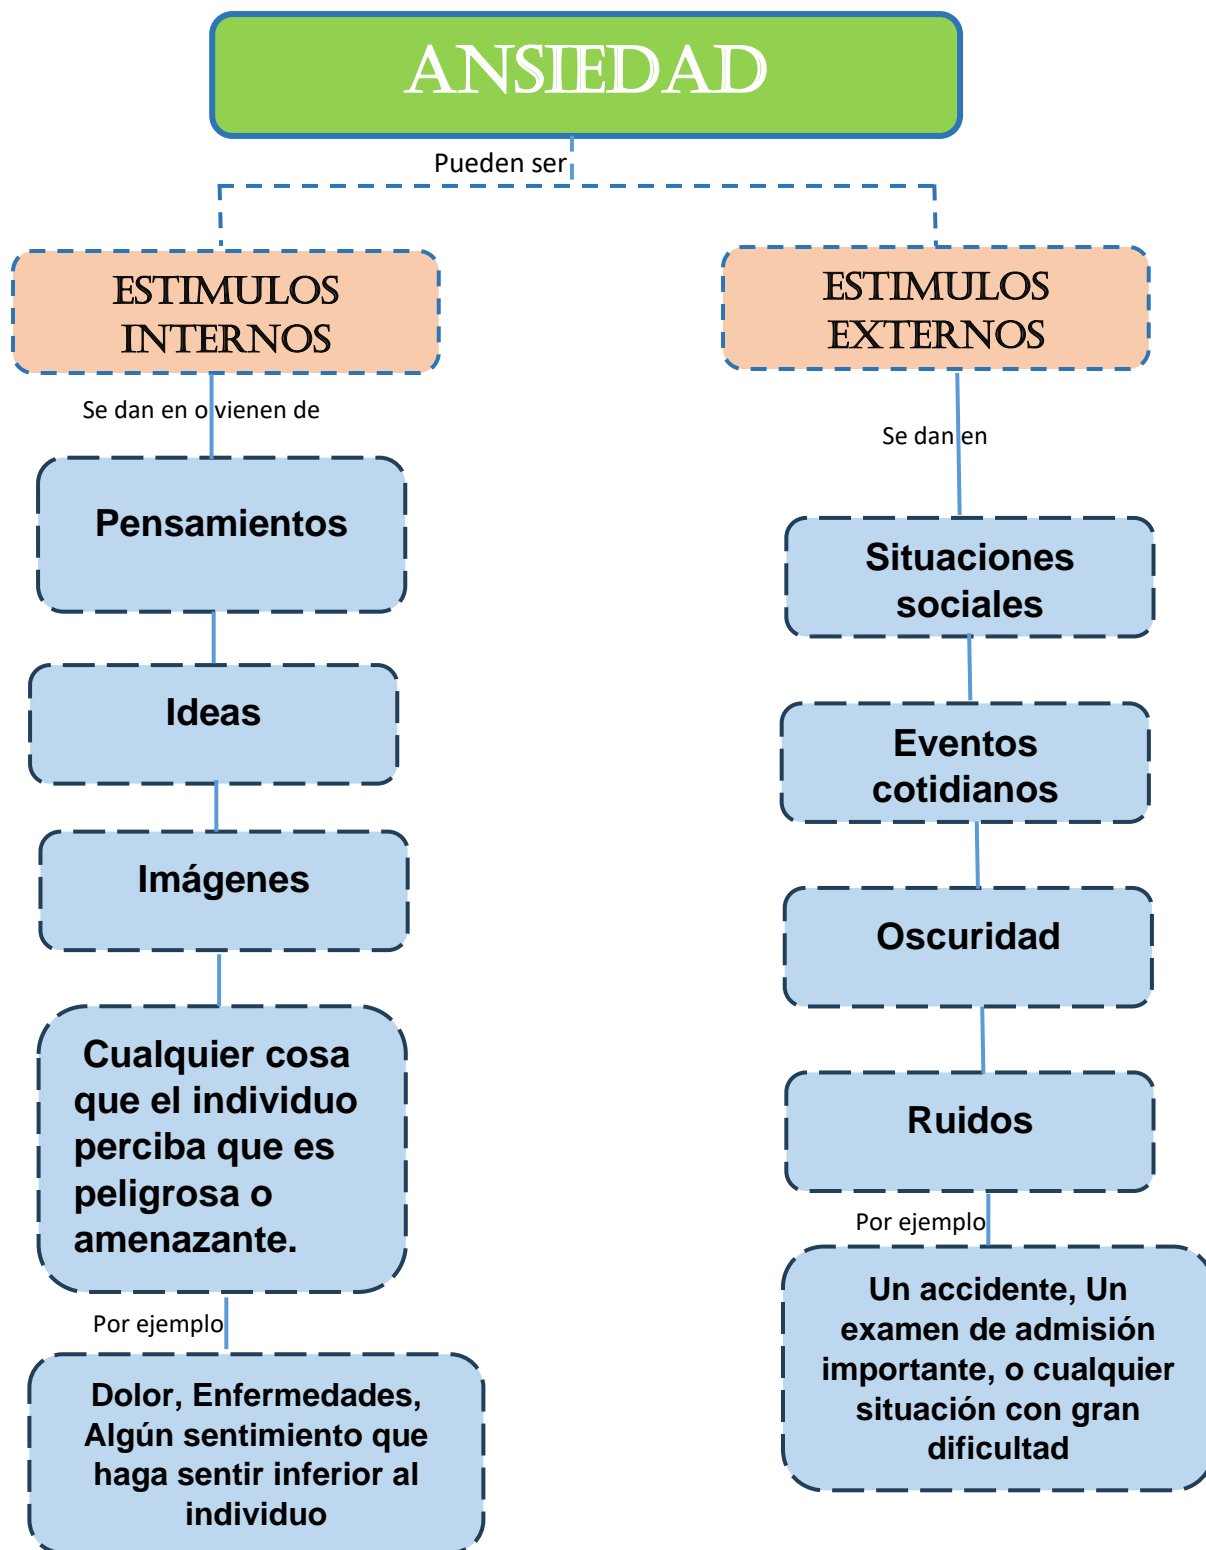 ANSIEDAD
Pueden ser
ESTIMULOS
INTERNOS
Se dan en o vienen de
Pensamientos
Ideas
Imágenes
Cualquier cosa
que el individuo
perciba que es
peligrosa o
amenazante.
Por ejemplo
Dolor, Enfermedades,
Algún sentimiento que
haga sentir inferior al
individuo
ESTIMULOS
EXTERNOS
Se dan en
Situaciones
sociales
Eventos
cotidianos
Oscuridad
Ruidos
Por ejemplo
Un accidente, Un
examen de admisión
importante, o cualquier
situación con gran
dificultad